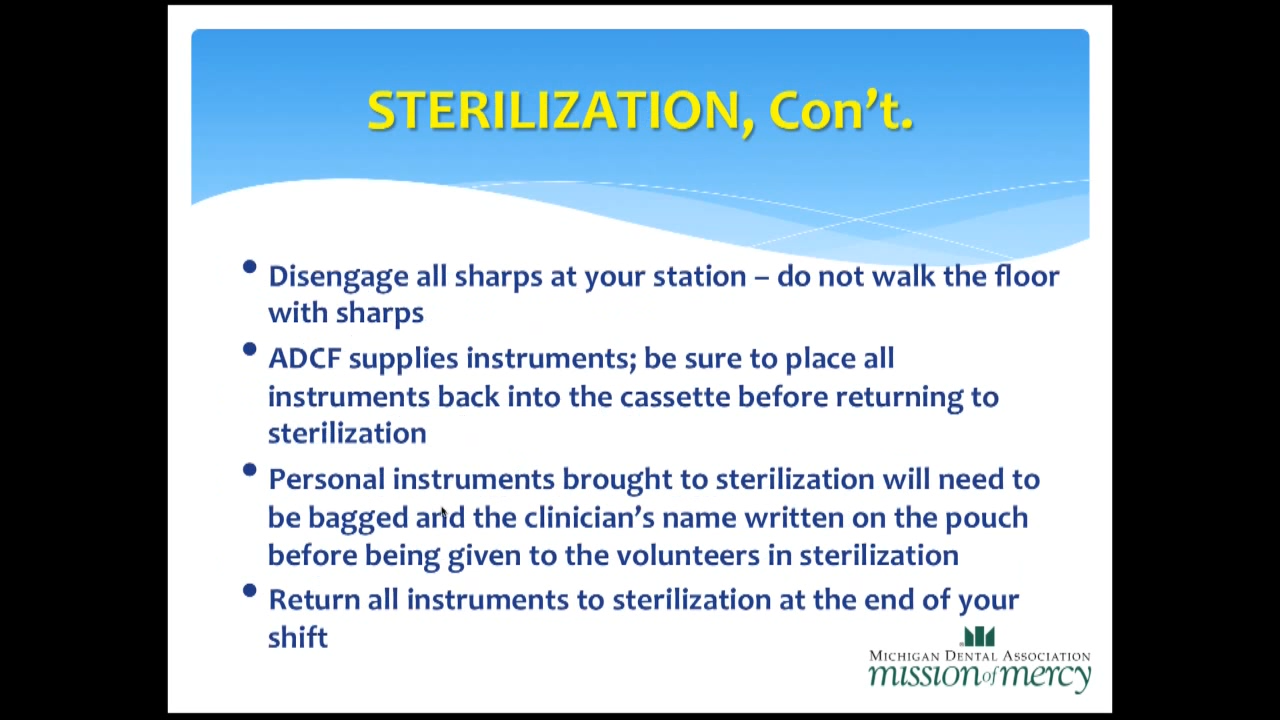 STERILIZATION, Con’t.
• Disengage all sharps at your station – do not walk the floor
with sharps
• ADCF supplies instruments; be sure to place all
instruments back into the cassette before returning to
sterilization
• Personal instruments brought to sterilization will need to
be bagged and the clinician’s name written on the pouch
before being given to the volunteers in sterilization
• Return all instruments to sterilization at the end of your
shift
MICHIGAN DENTAL ASSOCIATION
mission of mercy